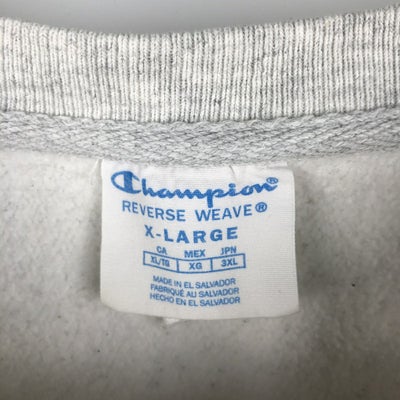 Champion®
REVERSE WEAVE®
X-LARGE
CA MEX JPN
XL/TG XG 3XL
MADE IN EL SALVADOR
FABRIQUÉ AU SALVADOR
HECHO EN EL SALVADOR